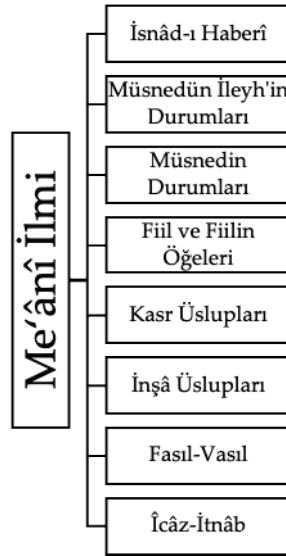 Me‘ânî İlmi
İsnâd-ı Haberî
Müsnedün İleyh'in
Durumları
Müsnedin
Durumları
Fiil ve Fiilin
Öğeleri
Kasr Üslupları
İnşâ Üslupları
Fasıl-Vasıl
Îcâz-İtnâb